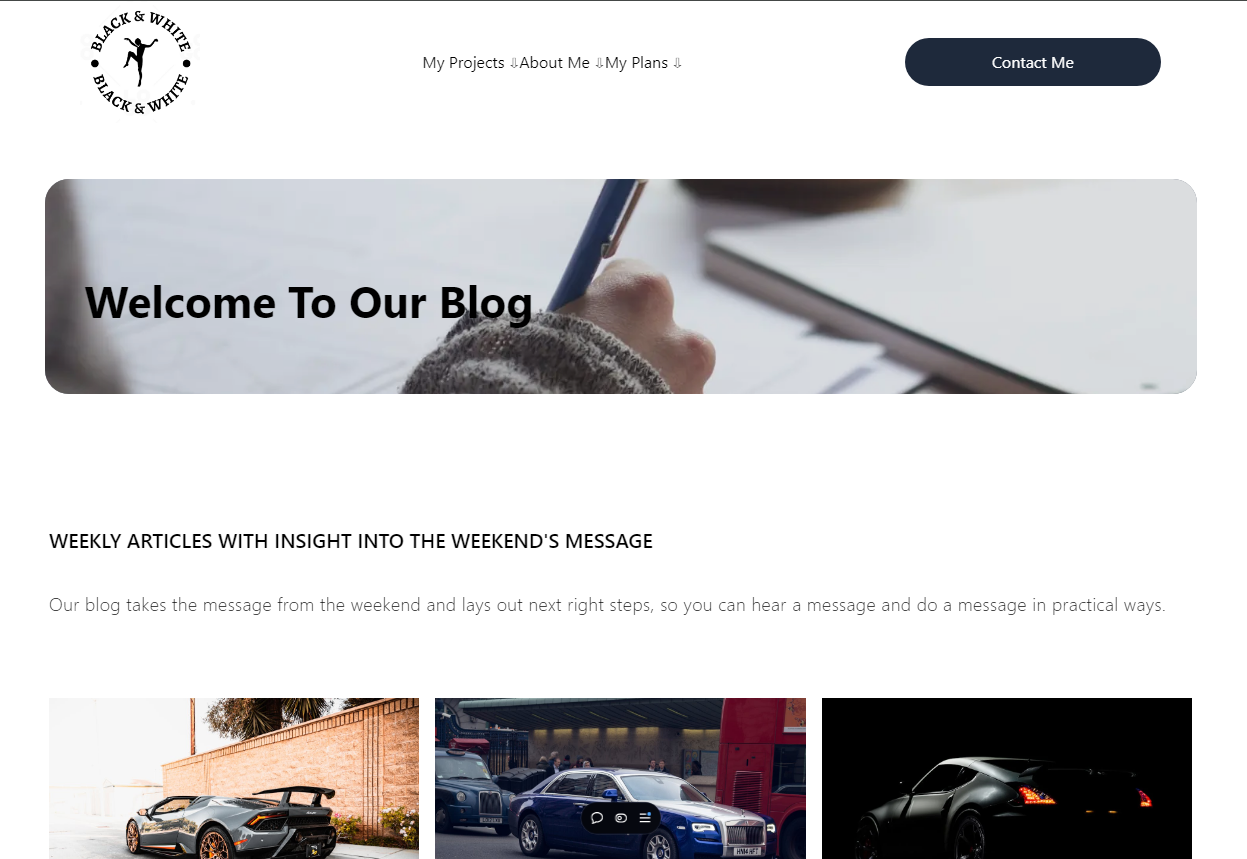 BLACK & WHITE
BLACK & WHITE
My Projects ⇩ About Me ⇩ My Plans ⇩
Contact Me
Welcome To Our Blog
WEEKLY ARTICLES WITH INSIGHT INTO THE WEEKEND'S MESSAGE
Our blog takes the message from the weekend and lays out next right steps, so you can hear a message and do a message in practical ways.